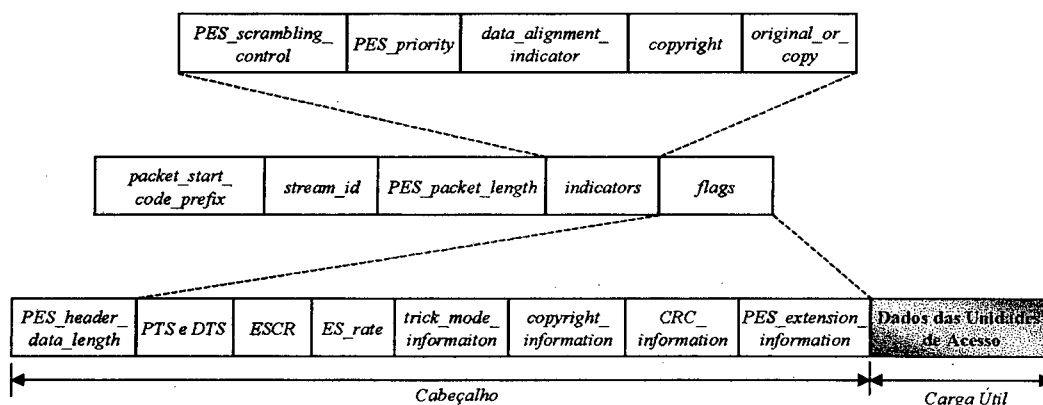 PES_scrambling_
control
PES_priority
data_alignment_
indicator
copyright
original_or_
copy
packet_start_
code_prefix
stream_id
PES_packet_length
indicators
flags
PES_header_
data_length
PTS e DTS
ESCR
ES_rate
trick_mode_
informaiton
copyright_
information
CRC_
information
PES_extension_
information
Dados das Unidades
de Acesso
Cabeçalho
Carga Útil